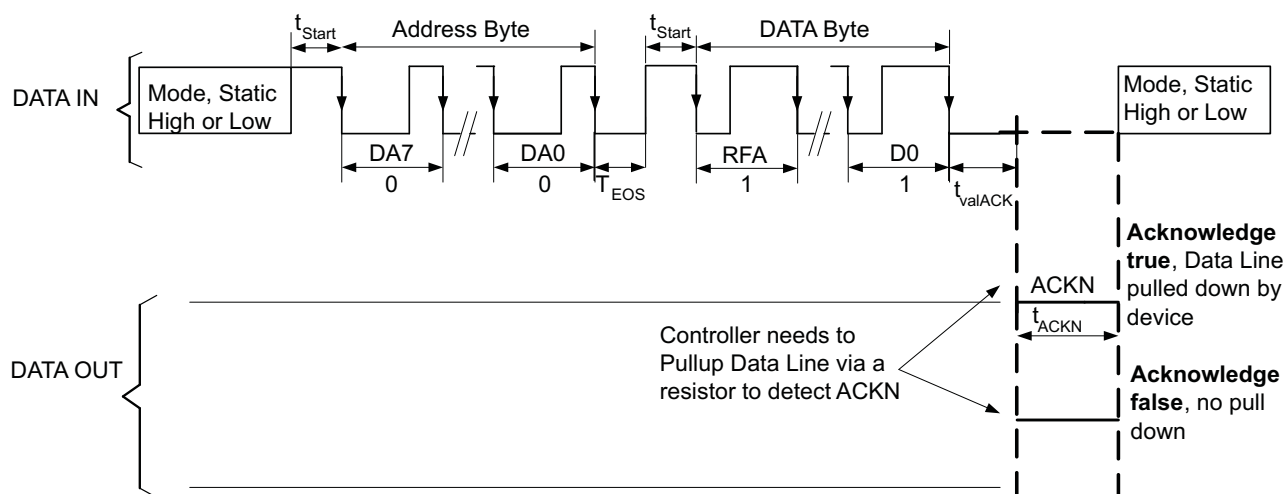 tStart
Address Byte
tStart
DATA Byte
DATA IN
Mode, Static
High or Low
Mode, Static
High or Low
DA7
0
DA0
0
TEOS
RFA
1
D0
1
tvalACK
Acknowledge
true, Data Line
pulled down by
device
ACKN
tACKN
Controller needs to
Pullup Data Line via a
resistor to detect ACKN
DATA OUT
Acknowledge
false, no pull
down